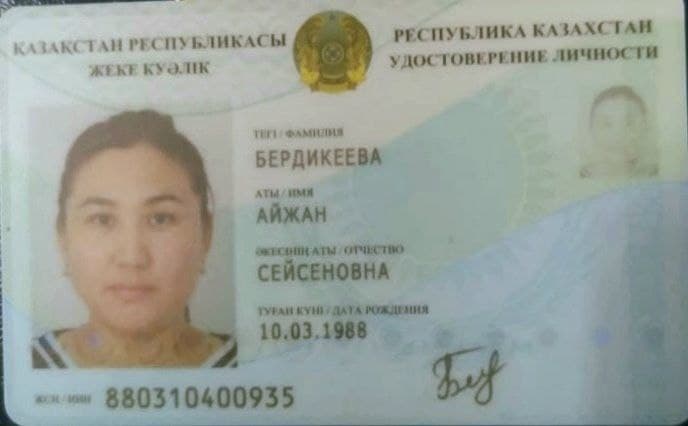 ҚАЗАҚСТАН РЕСПУБЛИКАСЫ
ЖЕКЕ КУӘЛІК
РЕСПУБЛИКА КАЗАХСТАН
УДОСТОВЕРЕНИЕ ЛИЧНОСТИ
ТЕГІ / ФАМИЛИЯ
БЕРДИКЕЕВА
АТЫ / ИМЯ
АЙЖАН
ӘКЕСІНІҢ АТЫ / ОТЧЕСТВО
СЕЙСЕНОВНА
ТУҒАН КҮНІ / ДАТА РОЖДЕНИЯ
10.03.1988
ЖСН / ИИН 880310400935